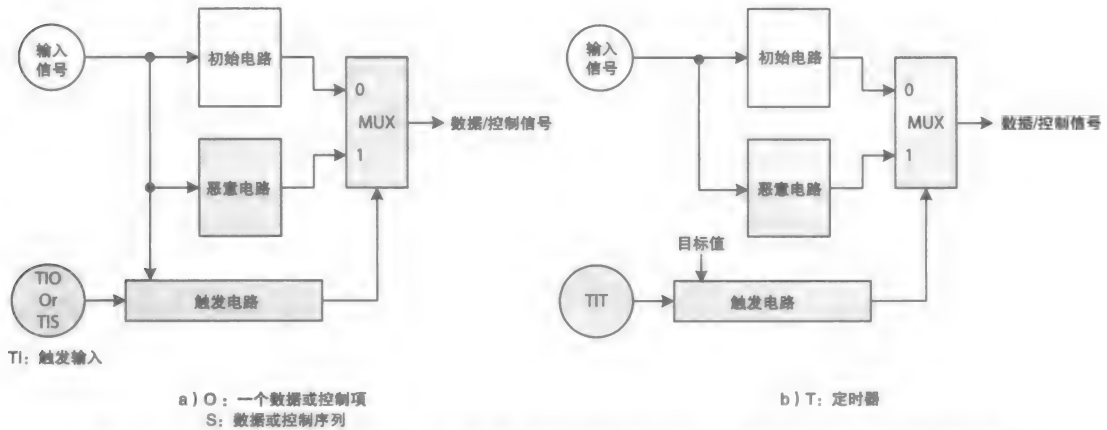 输入
信号
初始电路
0
MUX
1
数据/控制信号
恶意电路
TIO
Or
TIS
触发电路
TI：触发输入
a）O：一个数据或控制项
S：数据或控制序列
输入
信号
初始电路
0
MUX
1
数据/控制信号
恶意电路
目标值
TIT
触发电路
b）T：定时器